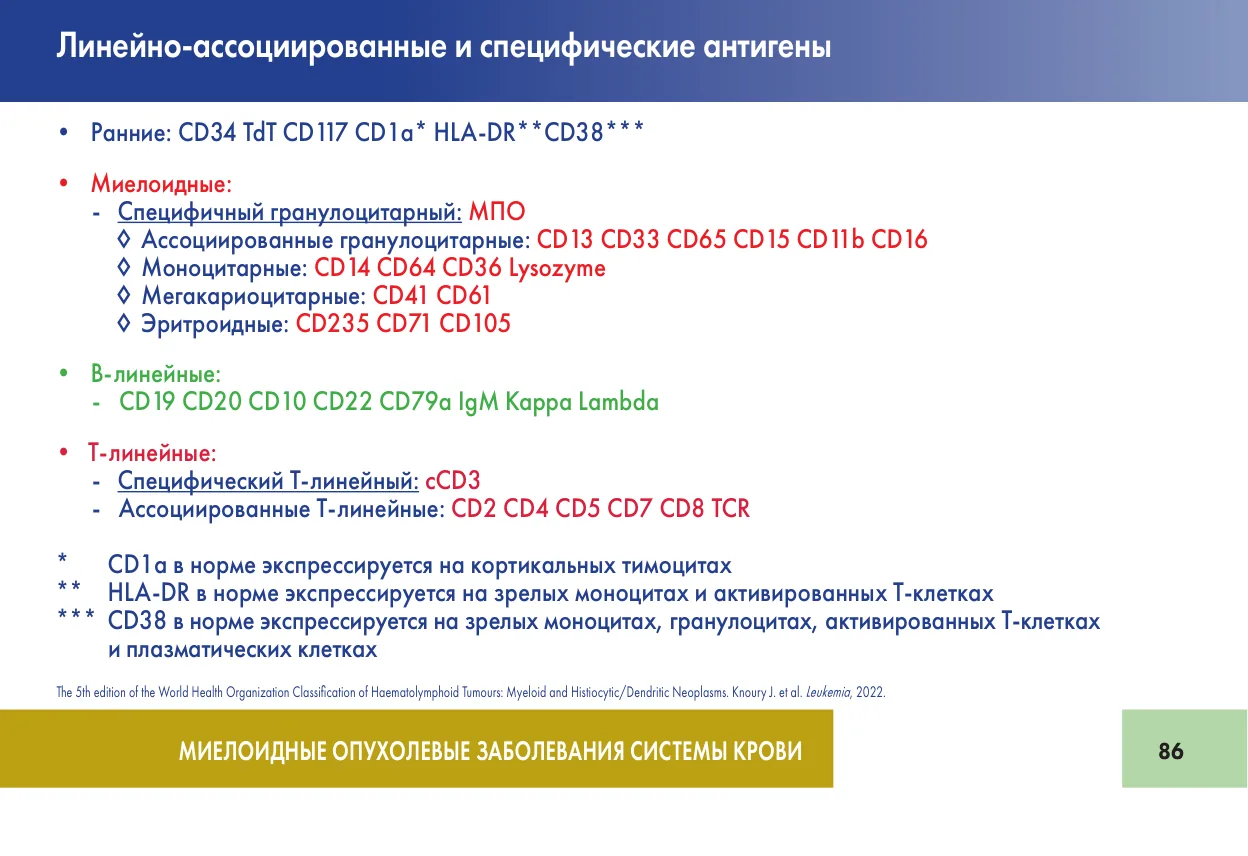 Линейно-ассоциированные и специфические антигены
• Ранние: CD34 TdT CD117 CD1a* HLA-DR**CD38***
• Миелоидные:
- Специфичный гранулоцитарный: МПО
◊ Ассоциированные гранулоцитарные: CD13 CD33 CD65 CD15 CD11b CD16
◊ Моноцитарные: CD14 CD64 CD36 Lysozyme
◊ Мегакариоцитарные: CD41 CD61
◊ Эритроидные: CD235 CD71 CD105
• В-линейные:
- CD19 CD20 CD10 CD22 CD79a IgM Kappa Lambda
• Т-линейные:
- Специфический Т-линейный: cCD3
- Ассоциированные Т-линейные: CD2 CD4 CD5 CD7 CD8 TCR
* CD1a в норме экспрессируется на кортикальных тимоцитах
** HLA-DR в норме экспрессируется на зрелых моноцитах и активированных Т-клетках
*** CD38 в норме экспрессируется на зрелых моноцитах, гранулоцитах, активированных Т-клетках
и плазматических клетках
The 5th edition of the World Health Organization Classification of Haematolymphoid Tumours: Myeloid and Histiocytic/Dendritic Neoplasms. Knoury J. et al. Leukemia, 2022.
МИЕЛОИДНЫЕ ОПУХОЛЕВЫЕ ЗАБОЛЕВАНИЯ СИСТЕМЫ КРОВИ
86